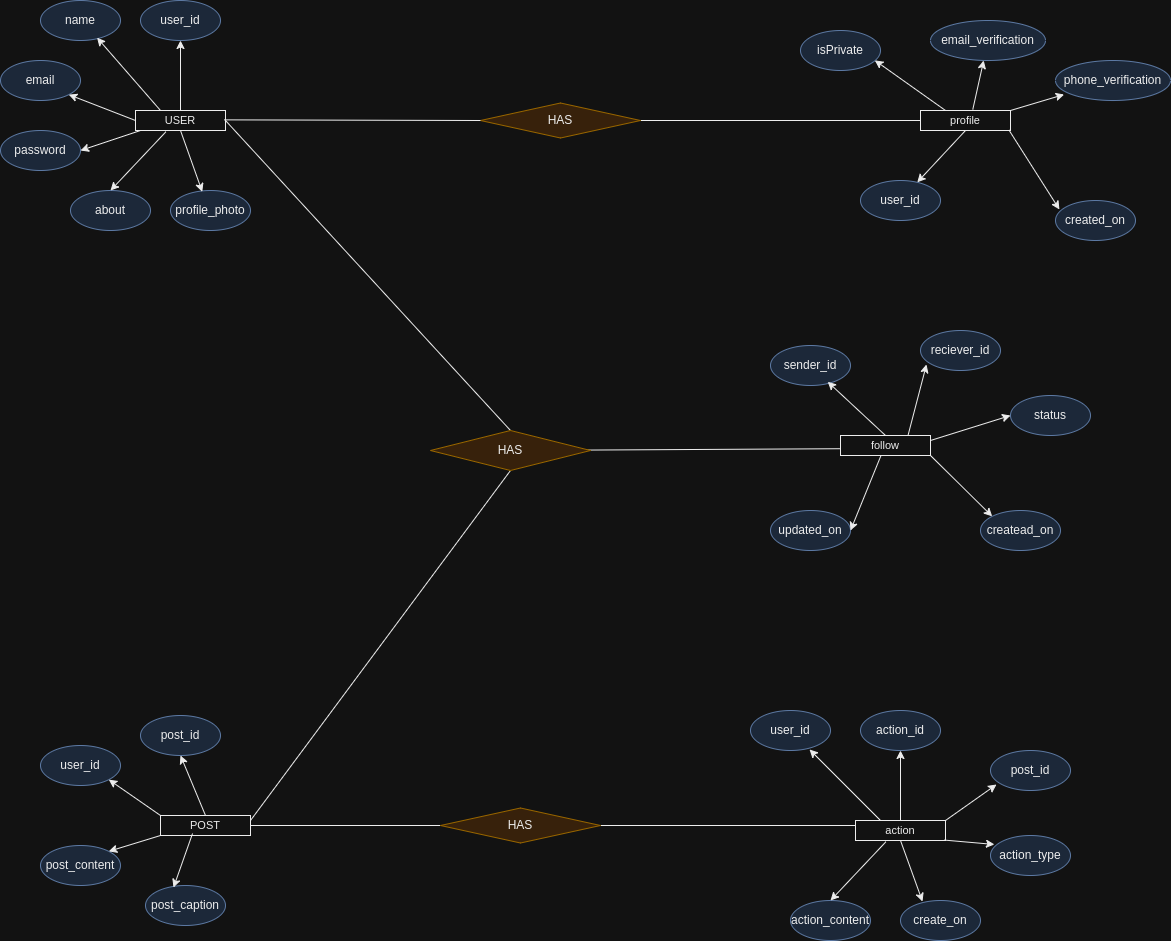 name
user_id
email
USER
password
about
profile_photo
HAS
isPrivate
email_verification
phone_verification
profile
user_id
created_on
HAS
sender_id
reciever_id
status
follow
updated_on
createad_on
post_id
user_id
POST
post_content
post_caption
HAS
user_id
action_id
post_id
action
action_type
action_content
create_on